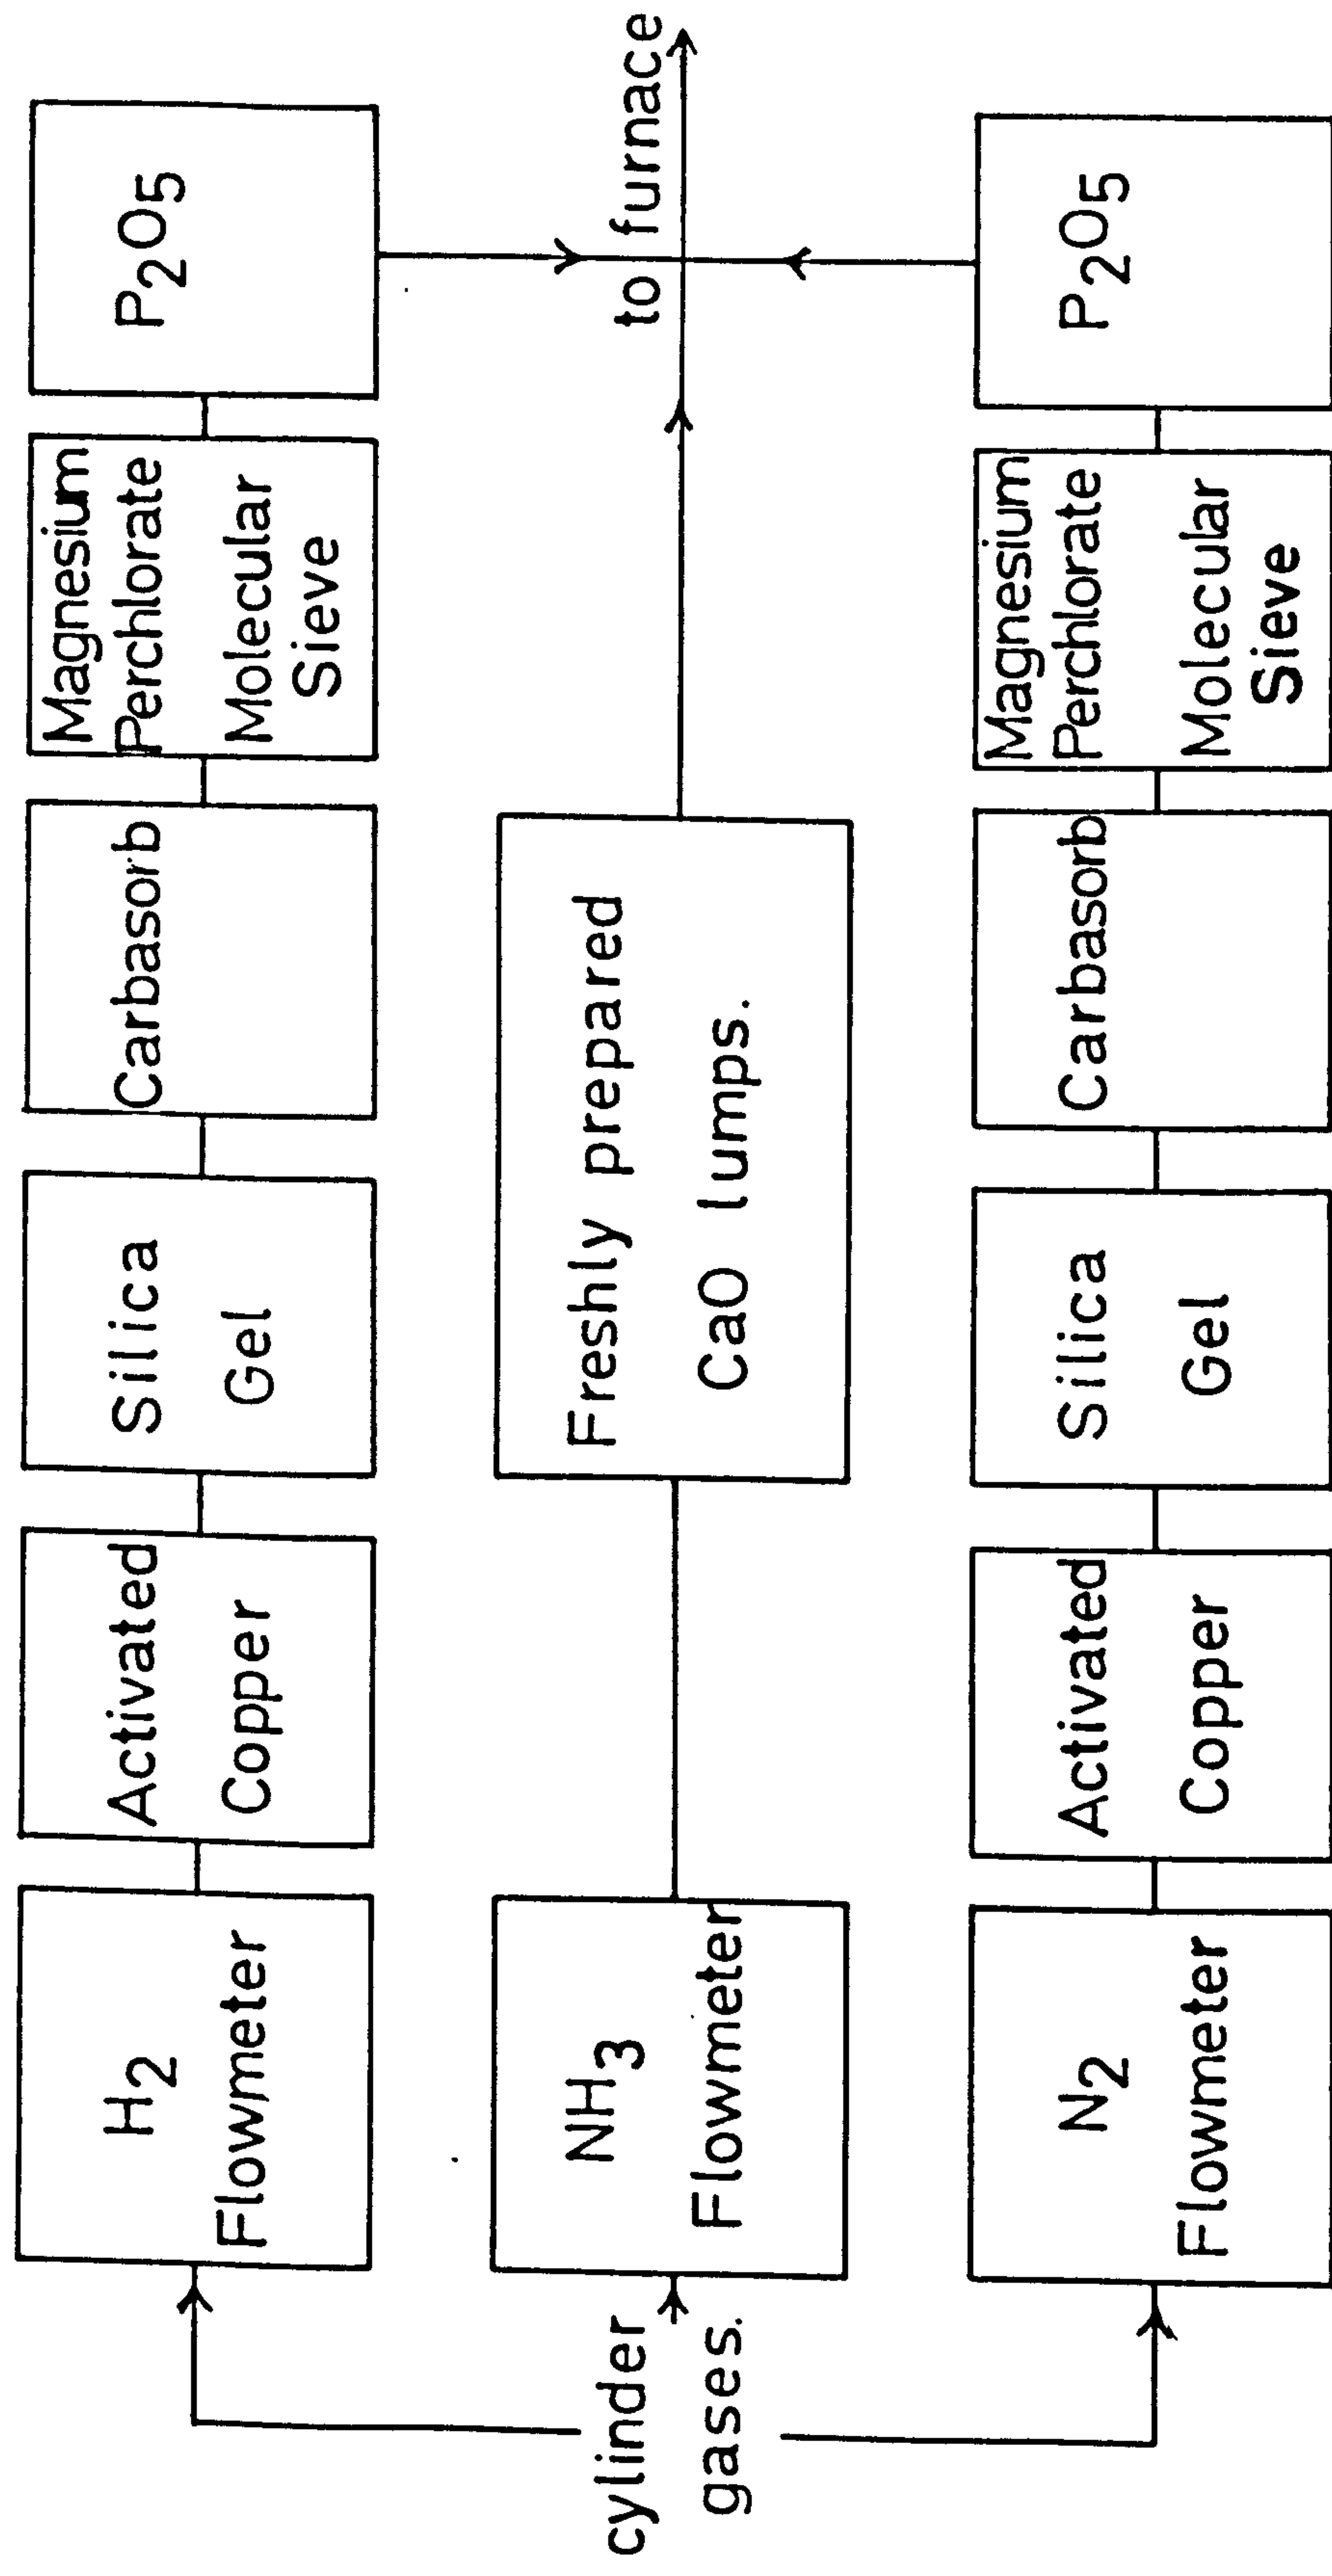 cylinder
gases.
H2
Flowmeter
Activated
Copper
Silica
Gel
Carbasorb
Magnesium
Perchlorate
Molecular
Sieve
P2O5
NH3
Flowmeter
Freshly prepared
CaO lumps.
to furnace
N2
Flowmeter
Activated
Copper
Silica
Gel
Carbasorb
Magnesium
Perchlorate
Molecular
Sieve
P2O5